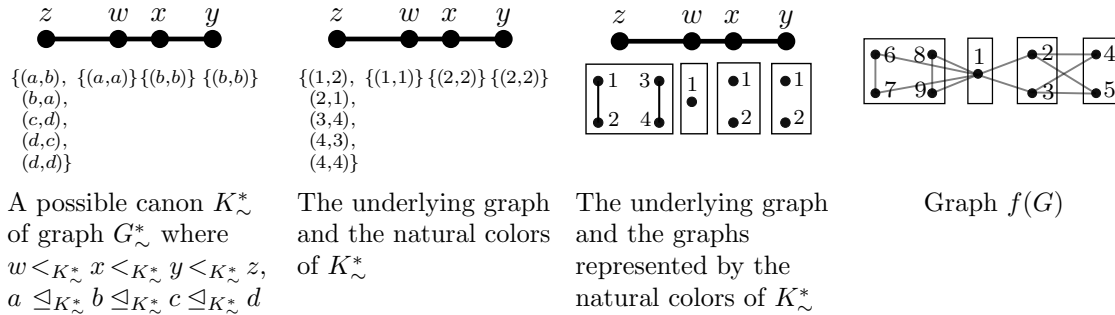 z w x y
{(a,b), {(a,a)} {(b,b)} {(b,b)}
(b,a),
(c,d),
(d,c),
(d,d)}
A possible canon K*∼
of graph G*∼ where
w <K*∼ x <K*∼ y <K*∼ z,
a ⊴K*∼ b ⊴K*∼ c ⊴K*∼ d
z w x y
{(1,2), {(1,1)} {(2,2)} {(2,2)}
(2,1),
(3,4),
(4,3),
(4,4)}
The underlying graph
and the natural colors
of K*∼
z w x y
1 3 1 1 1
2 4 2 2
The underlying graph
and the graphs
represented by the
natural colors of K*∼
6 8 1 2 4
7 9 3 5
Graph f(G)